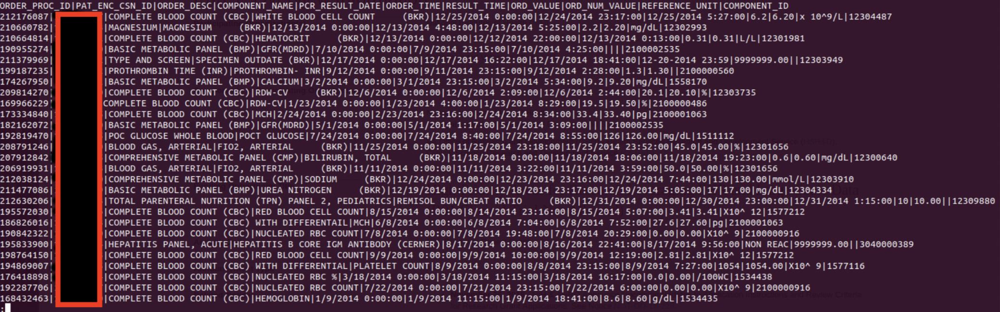 ORDER_PROC_ID|PAT_ENC_CSN_ID|ORDER_DESC|COMPONENT_NAME|PCR_RESULT_DATE|ORDER_TIME|RESULT_TIME|ORD_VALUE|ORD_NUM_VALUE|REFERENCE_UNIT|COMPONENT_ID
212176087| |COMPLETE BLOOD COUNT (CBC)|WHITE BLOOD CELL COUNT     (BKR)|12/25/2014 0:00:00|12/24/2014 23:17:00|12/25/2014 5:27:00|6.2|6.20|x 10^9/L|12304487
210660782| |MAGNESIUM|MAGNESIUM     (BKR)|12/13/2014 0:00:00|12/13/2014 4:48:00|12/13/2014 5:25:00|2.2|2.20|mg/dL|12302993
210664814| |COMPLETE BLOOD COUNT (CBC)|HEMATOCRIT     (BKR)|12/13/2014 0:00:00|12/12/2014 22:00:00|12/13/2014 0:13:00|0.31|0.31|L/L|12301981
190955274| |BASIC METABOLIC PANEL (BMP)|GFR(MDRD)|7/10/2014 0:00:00|7/9/2014 23:15:00|7/10/2014 4:25:00||||2100002535
211379969| |TYPE AND SCREEN|SPECIMEN OUTDATE (BKR)|12/17/2014 0:00:00|12/17/2014 16:22:00|12/17/2014 18:41:00|12-20-2014 23:59|9999999.00||12303949
199187235| |PROTHROMBIN TIME (INR)|PROTHROMBIN- INR|9/12/2014 0:00:00|9/11/2014 23:15:00|9/12/2014 2:28:00|1.3|1.30||2100000560
174267950| |BASIC METABOLIC PANEL (BMP)|CALCIUM|3/2/2014 0:00:00|3/1/2014 23:15:00|3/2/2014 5:34:00|9.2|9.20|mg/dL|1558170
209814270| |COMPLETE BLOOD COUNT (CBC)|RDW-CV     (BKR)|12/6/2014 0:00:00|12/6/2014 2:09:00|12/6/2014 2:44:00|20.1|20.10|%|12303735
169966229 COMPLETE BLOOD COUNT (CBC)|RDW-CV|1/23/2014 0:00:00|1/23/2014 4:00:00|1/23/2014 8:29:00|19.5|19.50|%|2100000486
173334840| |COMPLETE BLOOD COUNT (CBC)|MCH|2/24/2014 0:00:00|2/23/2014 23:16:00|2/24/2014 8:34:00|33.4|33.40|pg|2100001063
182162072| |BASIC METABOLIC PANEL (BMP)|GFR(MDRD)|5/1/2014 0:00:00|5/1/2014 1:17:00|5/1/2014 3:09:00||||2100002535
192819470| |POC GLUCOSE WHOLE BLOOD|POCT GLUCOSE|7/24/2014 0:00:00|7/24/2014 8:40:00|7/24/2014 8:55:00|126|126.00|mg/dL|1511112
208791246| |BLOOD GAS, ARTERIAL|FIO2, ARTERIAL     (BKR)|11/25/2014 0:00:00|11/25/2014 23:18:00|11/25/2014 23:52:00|45.0|45.00|%|12301656
207912842 |COMPREHENSIVE METABOLIC PANEL (CMP)|BILIRUBIN, TOTAL     (BKR)|11/18/2014 0:00:00|11/18/2014 18:06:00|11/18/2014 19:23:00|0.6|0.60|mg/dL|12300640
206919931| |BLOOD GAS, ARTERIAL|FIO2, ARTERIAL     (BKR)|11/11/2014 0:00:00|11/11/2014 3:22:00|11/11/2014 3:59:00|50.0|50.00|%|12301656
212038124| |COMPREHENSIVE METABOLIC PANEL (CMP)|SODIUM     (BKR)|12/24/2014 0:00:00|12/23/2014 23:16:00|12/24/2014 7:44:00|130|130.00|mmol/L|12303910
211477086| |BASIC METABOLIC PANEL (BMP)|UREA NITROGEN     (BKR)|12/19/2014 0:00:00|12/18/2014 23:17:00|12/19/2014 5:05:00|17|17.00|mg/dL|12304334
212630206| |TOTAL PARENTERAL NUTRITION (TPN) PANEL 2, PEDIATRICS|REMISOL BUN/CREAT RATIO     (BKR)|12/31/2014 0:00:00|12/30/2014 23:00:00|12/31/2014 1:15:00|10|10.00||12309880
195572030| |COMPLETE BLOOD COUNT (CBC)|RED BLOOD CELL COUNT|8/15/2014 0:00:00|8/14/2014 23:16:00|8/15/2014 5:07:00|3.41|3.41|X10^ 12|1577212
186826016| |COMPLETE BLOOD COUNT (CBC) WITH DIFFERENTAIL|MCH|6/8/2014 0:00:00|6/8/2014 7:04:00|6/8/2014 7:52:00|27.6|27.60|pg|2100001063
190842322| |COMPLETE BLOOD COUNT (CBC)|NUCLEATED RBC COUNT|7/8/2014 0:00:00|7/8/2014 19:48:00|7/8/2014 20:29:00|0.00|0.00|X10^ 9|2100000916
195833900| |HEPATITIS PANEL, ACUTE|HEPATITIS B CORE IGM ANTIBODY (CERNER)|8/17/2014 0:00:00|8/16/2014 22:41:00|8/17/2014 9:56:00|NON REAC|9999999.00||3040000389
198764150| |COMPLETE BLOOD COUNT (CBC)|RED BLOOD CELL COUNT|9/9/2014 0:00:00|9/9/2014 10:00:00|9/9/2014 12:19:00|2.81|2.81|X10^ 12|1577212
194869007| |COMPLETE BLOOD COUNT (CBC) WITH DIFFERENTIAL|PLATELET COUNT|8/9/2014 0:00:00|8/8/2014 23:15:00|8/9/2014 7:27:00|1054|1054.00|X10^ 9|1577116
176418898| |COMPLETE BLOOD COUNT (CBC)|NUCLEATED RBC %|3/18/2014 0:00:00|3/18/2014 11:15:00|3/18/2014 16:17:00|0.0|0.00|/100WC|1534438
192287706| |COMPLETE BLOOD COUNT (CBC)|NUCLEATED RBC COUNT|7/22/2014 0:00:00|7/21/2014 23:15:00|7/22/2014 6:00:00|0.00|0.00|X10^ 9|2100000916
168432463| |COMPLETE BLOOD COUNT (CBC)|HEMOGLOBIN|1/9/2014 0:00:00|1/9/2014 11:15:00|1/9/2014 18:41:00|8.6|8.60|g/dL|1534435
: